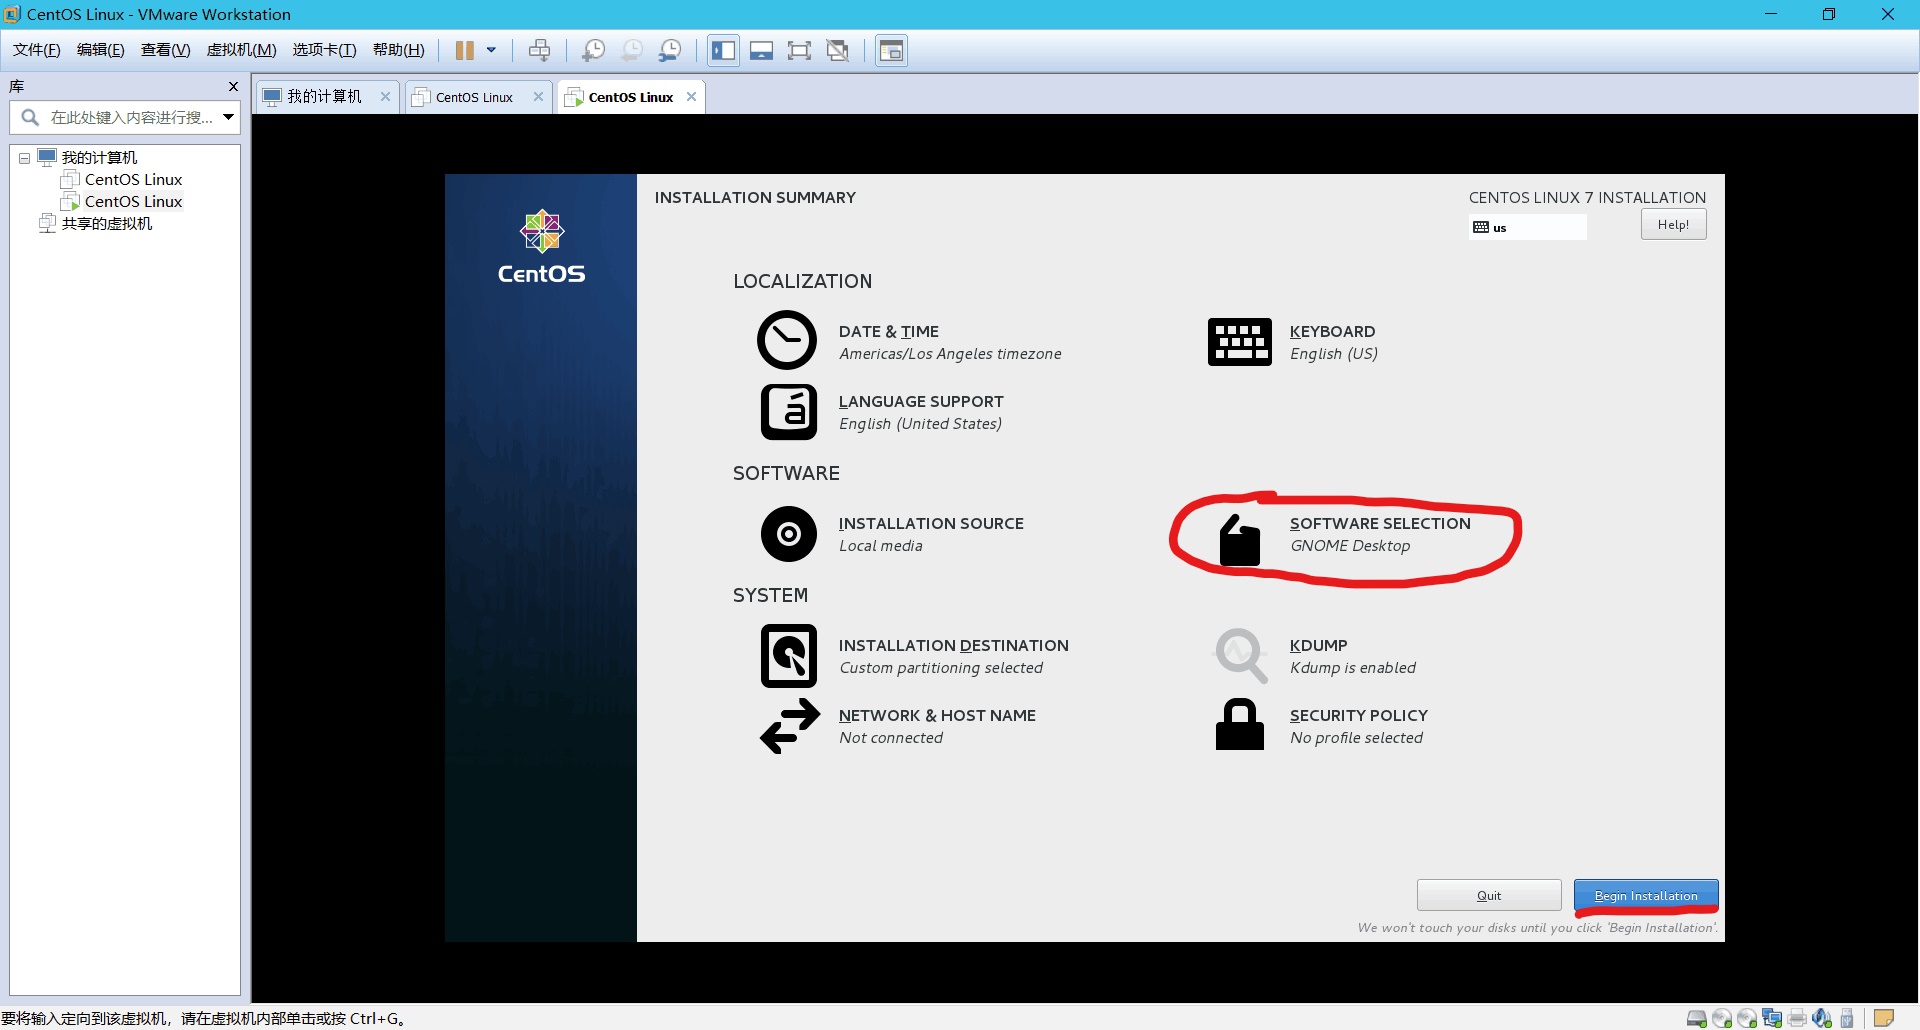 CentOS Linux - VMware Workstation
文件(F) 编辑(E) 查看(V) 虚拟机(M) 选项卡(T) 帮助(H)
库
在此处键入内容进行搜...
我的计算机
CentOS Linux
CentOS Linux
共享的虚拟机
我的计算机
CentOS Linux
CentOS Linux
CentOS
INSTALLATION SUMMARY
CENTOS LINUX 7 INSTALLATION
us
Help!
LOCALIZATION
DATE & TIME
Americas/Los Angeles timezone
KEYBOARD
English (US)
LANGUAGE SUPPORT
English (United States)
SOFTWARE
INSTALLATION SOURCE
Local media
SOFTWARE SELECTION
GNOME Desktop
SYSTEM
INSTALLATION DESTINATION
Custom partitioning selected
KDUMP
Kdump is enabled
NETWORK & HOST NAME
Not connected
SECURITY POLICY
No profile selected
Quit
Begin Installation
We won't touch your disks until you click 'Begin Installation'.
要将输入定向到该虚拟机，请在虚拟机内部单击或按 Ctrl+G。